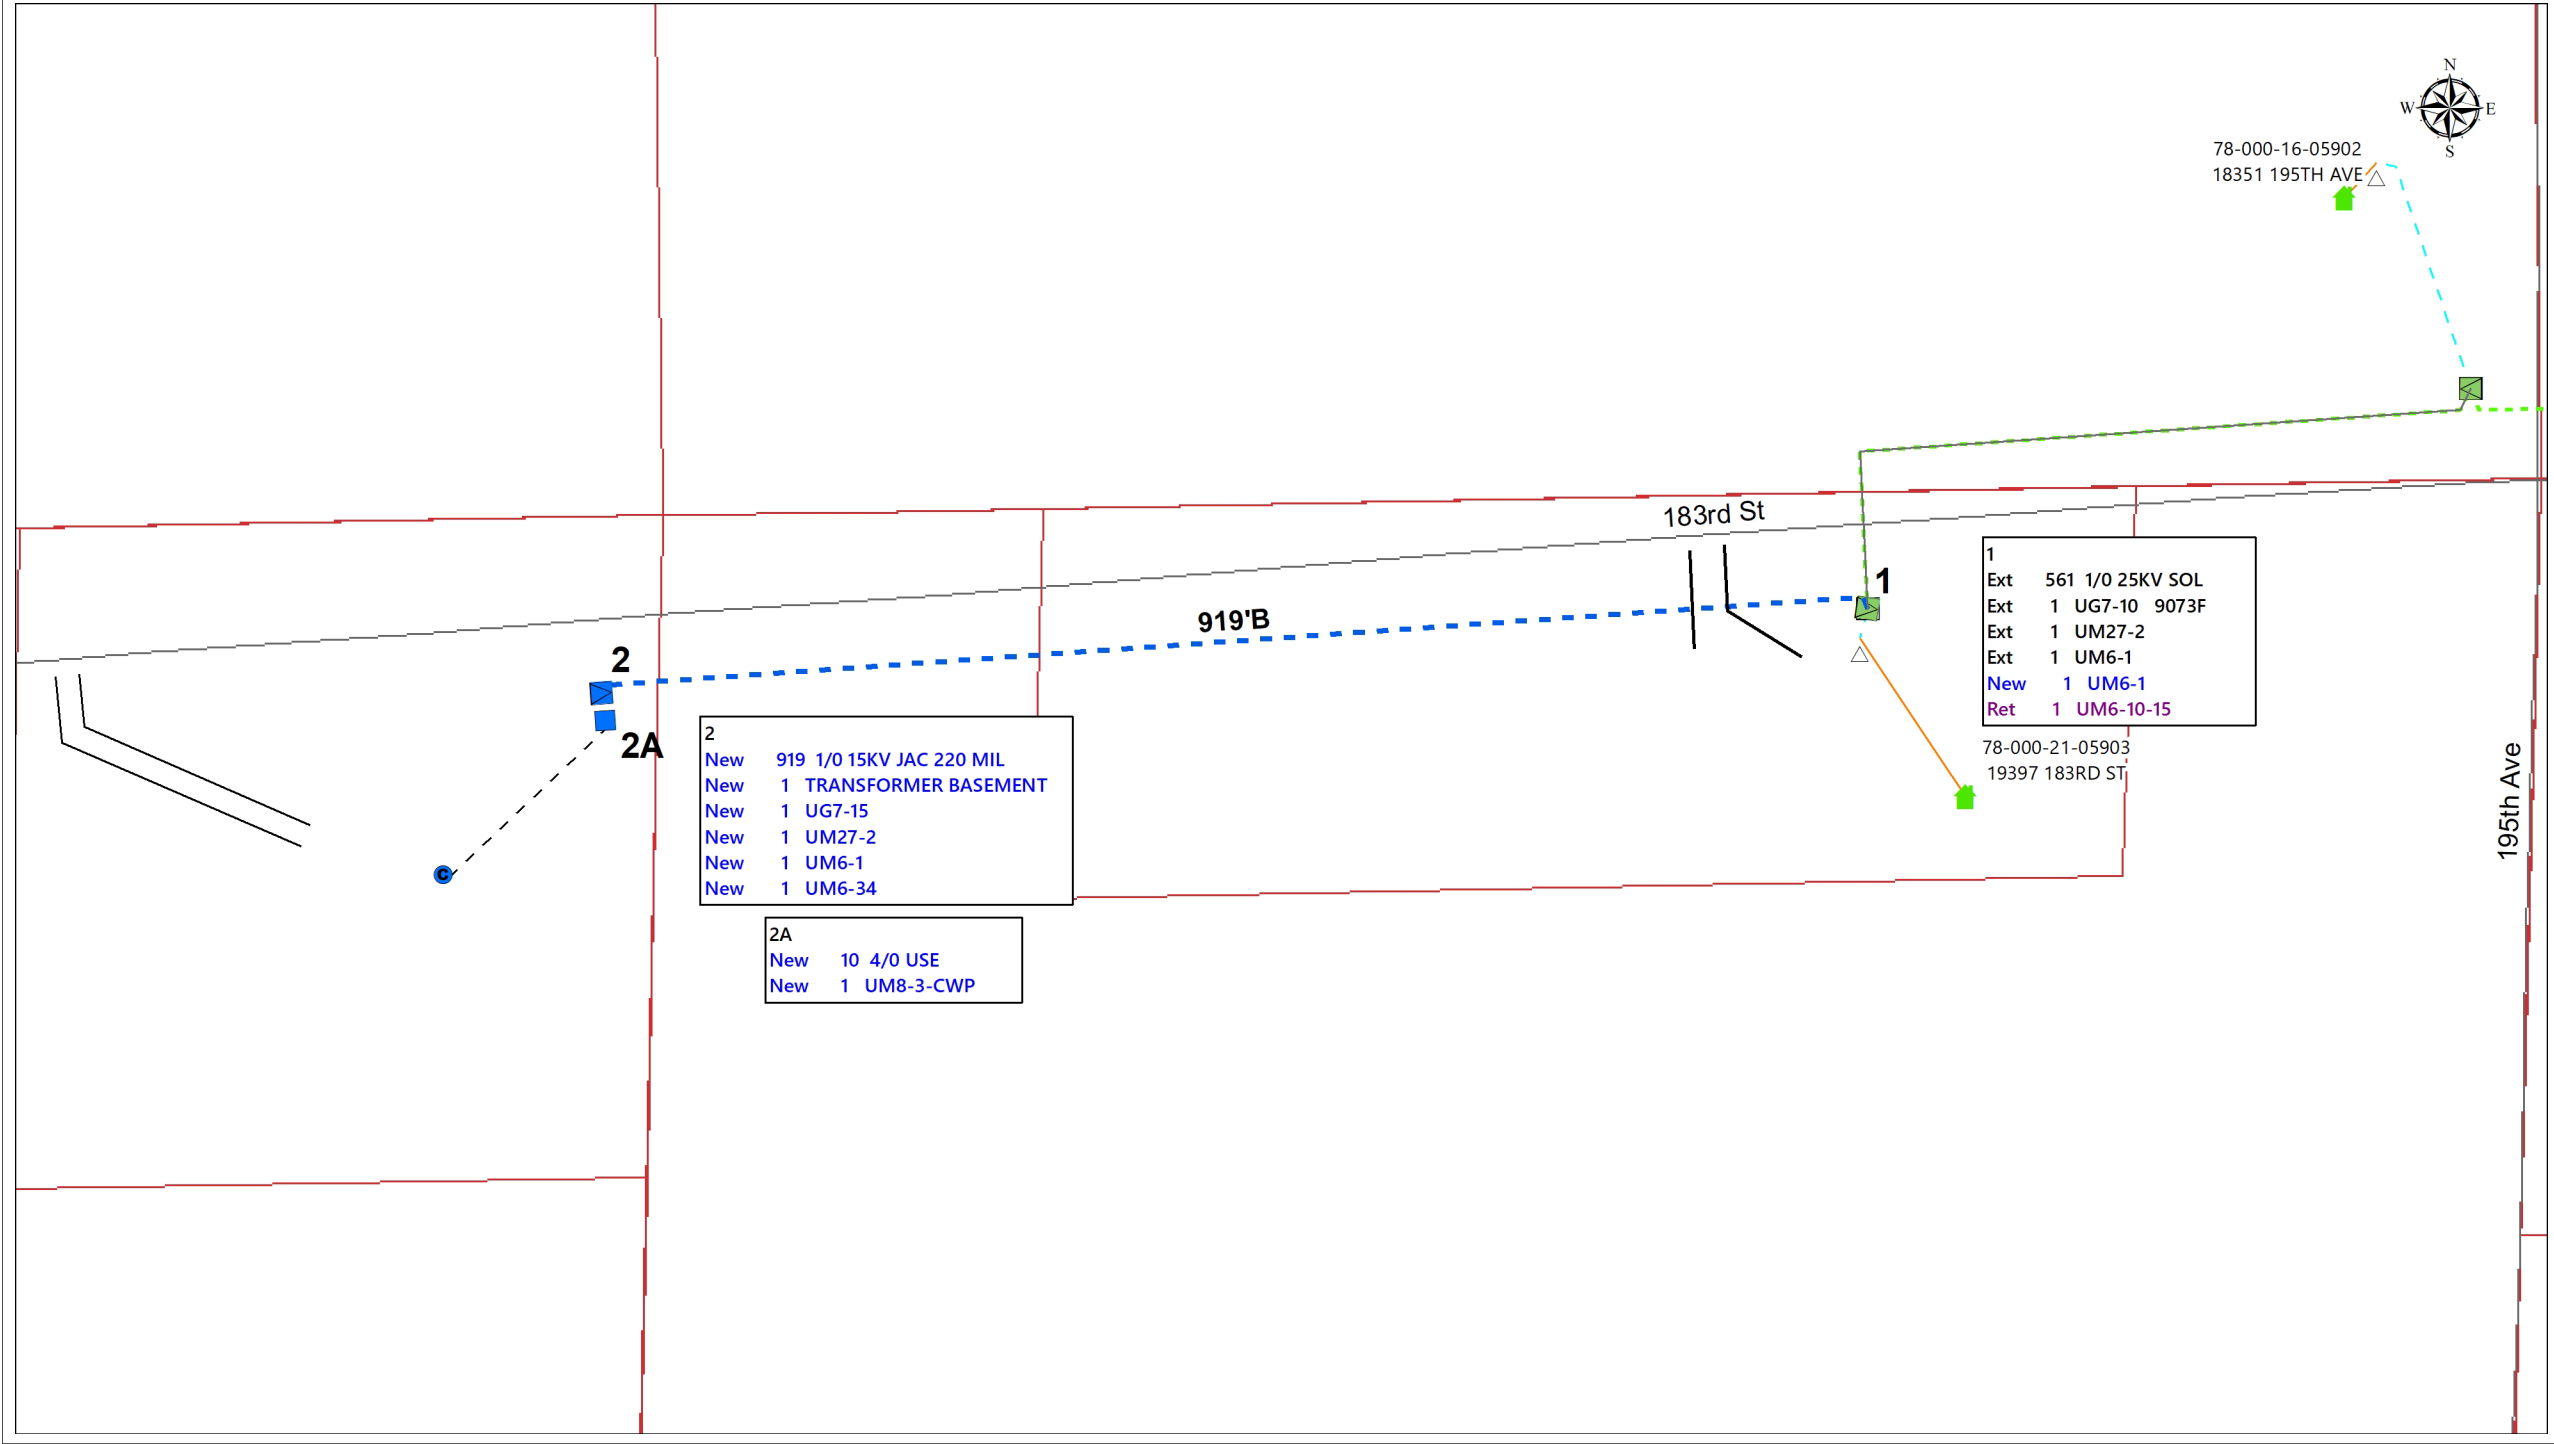 N
W E
S
78-000-16-05902
18351 195TH AVE
183rd St
1
919'B
2
2A
1
Ext 561 1/0 25KV SOL
Ext 1 UG7-10 9073F
Ext 1 UM27-2
Ext 1 UM6-1
New 1 UM6-1
Ret 1 UM6-10-15
78-000-21-05903
19397 183RD ST
2
New 919 1/0 15KV JAC 220 MIL
New 1 TRANSFORMER BASEMENT
New 1 UG7-15
New 1 UM27-2
New 1 UM6-1
New 1 UM6-34
2A
New 10 4/0 USE
New 1 UM8-3-CWP
C
195th Ave